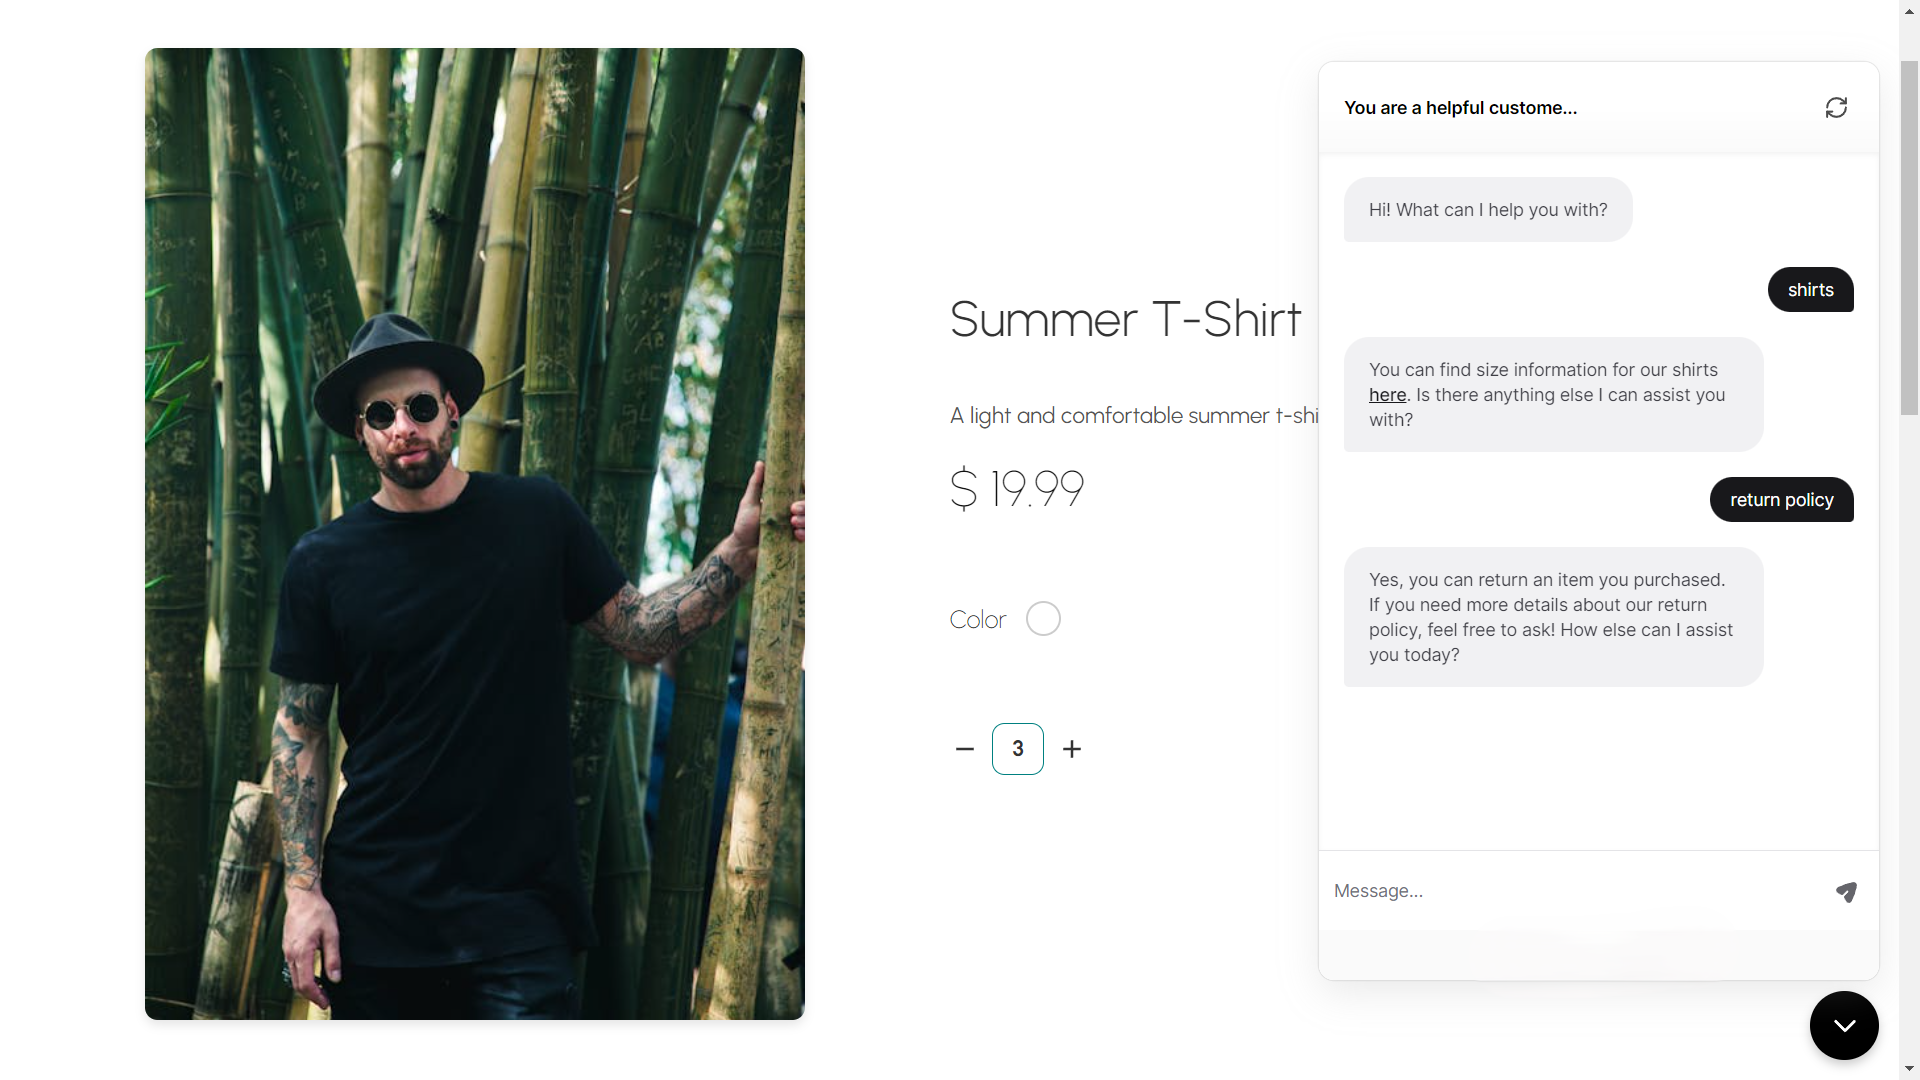 Summer T-Shirt
A light and comfortable summer t-shi
$ 19.99
Color
3
You are a helpful custome...
Hi! What can I help you with?
shirts
You can find size information for our shirts
here. Is there anything else I can assist you
with?
return policy
Yes, you can return an item you purchased.
If you need more details about our return
policy, feel free to ask! How else can I assist
you today?
Message...